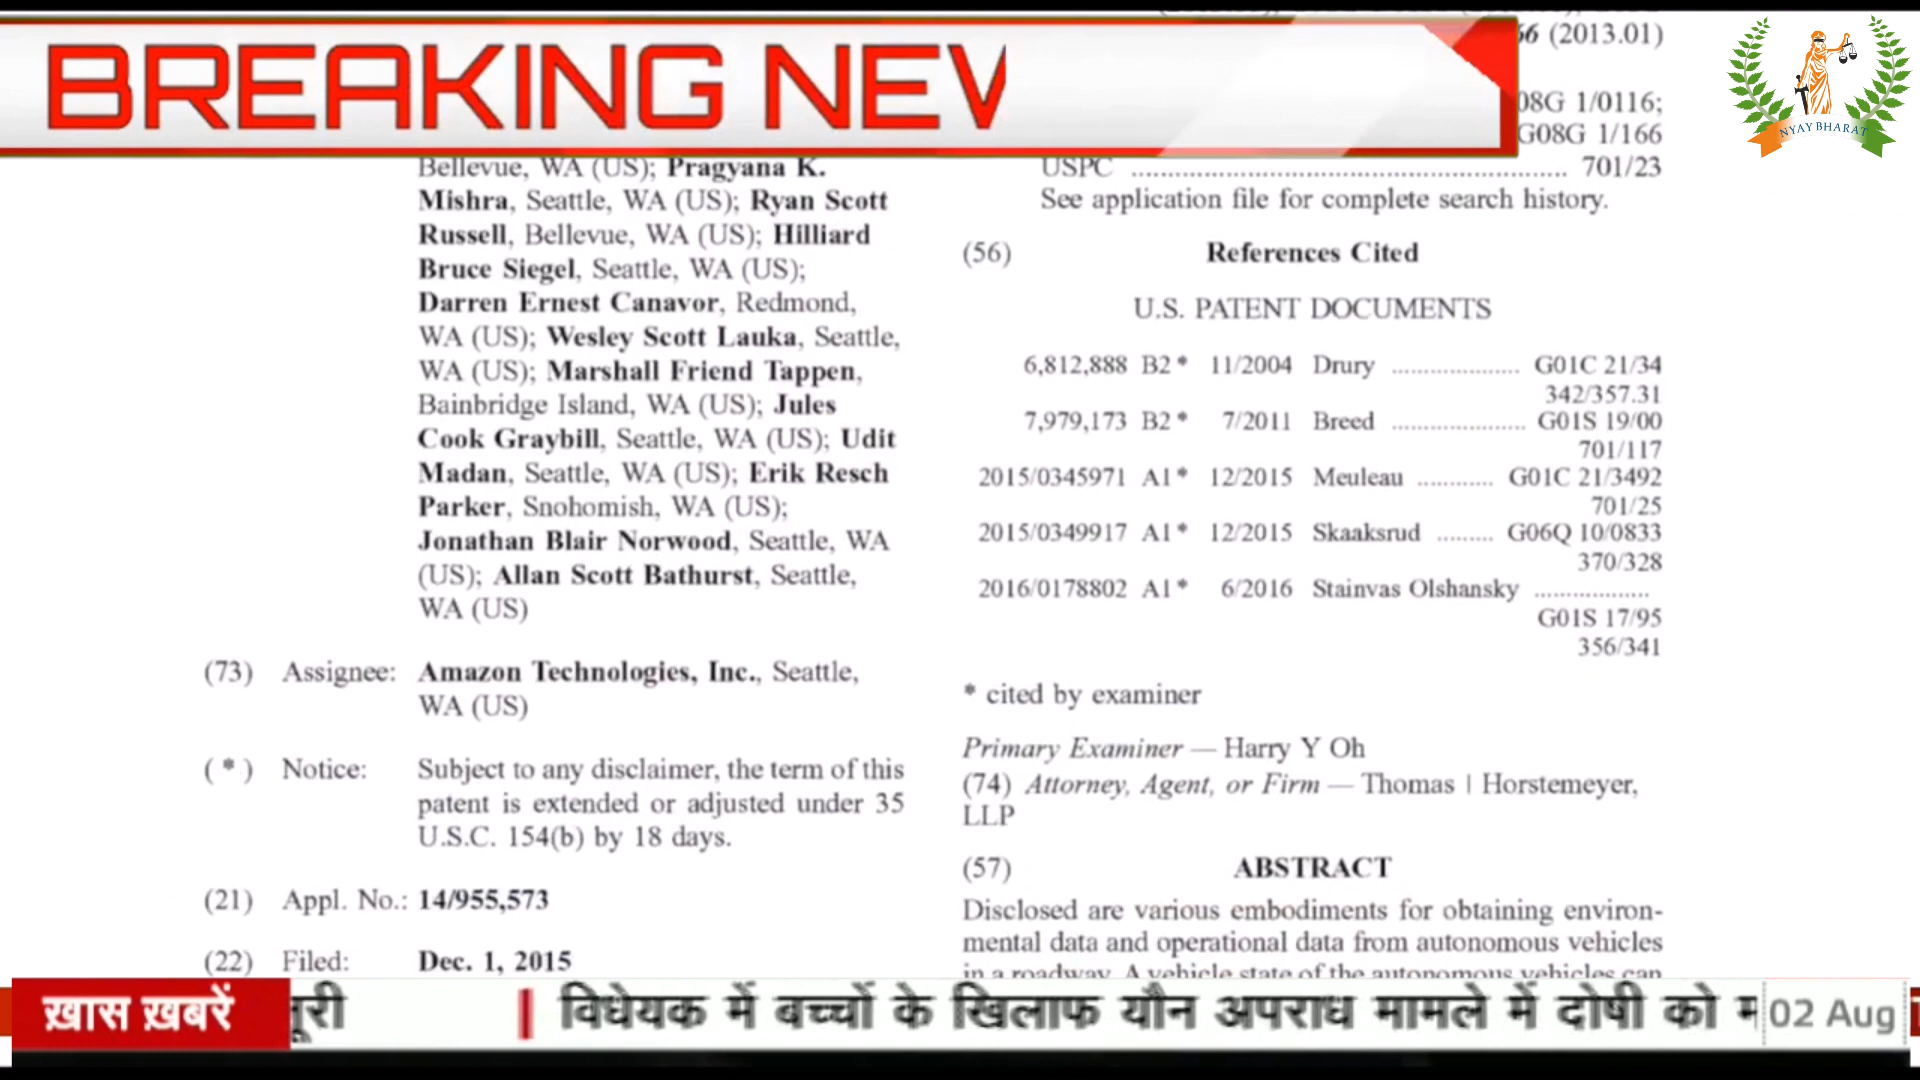 BREAKING NEW
66 (2013.01)
08G 1/0116;
G08G 1/166
NYAY BHARAT
Bellevue, WA (US); Pragyana K.
Mishra, Seattle, WA (US); Ryan Scott
Russell, Bellevue, WA (US); Hilliard
Bruce Siegel, Seattle, WA (US);
Darren Ernest Canavor, Redmond,
WA (US); Wesley Scott Lauka, Seattle,
WA (US); Marshall Friend Tappen,
Bainbridge Island, WA (US); Jules
Cook Graybill, Seattle, WA (US); Udit
Madan, Seattle, WA (US); Erik Resch
Parker, Snohomish, WA (US);
Jonathan Blair Norwood, Seattle, WA
(US); Allan Scott Bathurst, Seattle,
WA (US)
(73) Assignee: Amazon Technologies, Inc., Seattle,
WA (US)
( * ) Notice: Subject to any disclaimer, the term of this
patent is extended or adjusted under 35
U.S.C. 154(b) by 18 days.
(21) Appl. No.: 14/955,573
(22) Filed: Dec. 1, 2015
USPC ........................................................ 701/23
See application file for complete search history.
(56) References Cited
U.S. PATENT DOCUMENTS
6,812,888 B2 * 11/2004 Drury ................... G01C 21/34
342/357.31
7,979,173 B2 * 7/2011 Breed .................... G01S 19/00
701/117
2015/0345971 A1 * 12/2015 Meuleau ........... G01C 21/3492
701/25
2015/0349917 A1 * 12/2015 Skaaksrud ......... G06Q 10/0833
370/328
2016/0178802 A1 * 6/2016 Stainvas Olshansky .................
G01S 17/95
356/341
* cited by examiner
Primary Examiner — Harry Y Oh
(74) Attorney, Agent, or Firm — Thomas | Horstemeyer,
LLP
(57) ABSTRACT
Disclosed are various embodiments for obtaining environ-
mental data and operational data from autonomous vehicles
in a roadway. A vehicle state of the autonomous vehicles can
ख़ास ख़बरें
विधेयक में बच्चों के खिलाफ यौन अपराध मामले में दोषी को
02 Aug